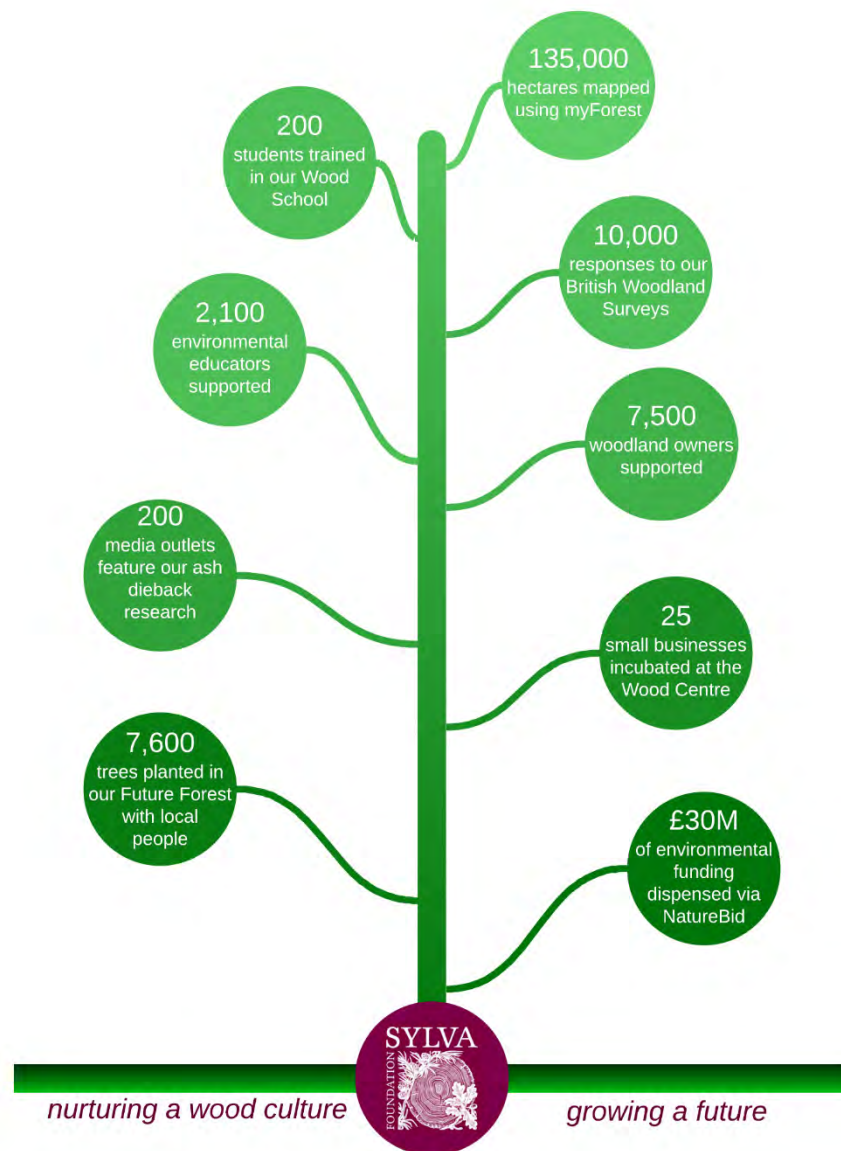 135,000
hectares mapped
using myForest
200
students trained
in our Wood
School
10,000
responses to our
British Woodland
Surveys
2,100
environmental
educators
supported
7,500
woodland owners
supported
200
media outlets
feature our ash
dieback
research
25
small businesses
incubated at the
Wood Centre
7,600
trees planted in
our Future Forest
with local
people
£30M
of environmental
funding
dispensed via
NatureBid
SYLVA
FOUNDATION
nurturing a wood culture
growing a future